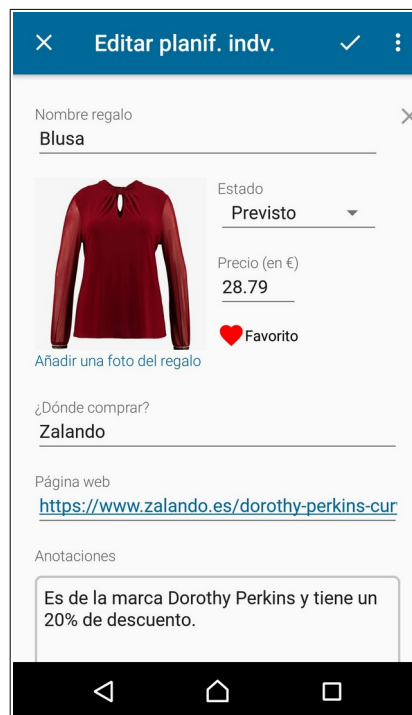 Editar planif. indv.
Nombre regalo
Blusa
Estado
Previsto
Precio (en €)
28.79
Favorito
Añadir una foto del regalo
¿Dónde comprar?
Zalando
Página web
https://www.zalando.es/dorothy-perkins-cur
Anotaciones
Es de la marca Dorothy Perkins y tiene un
20% de descuento.